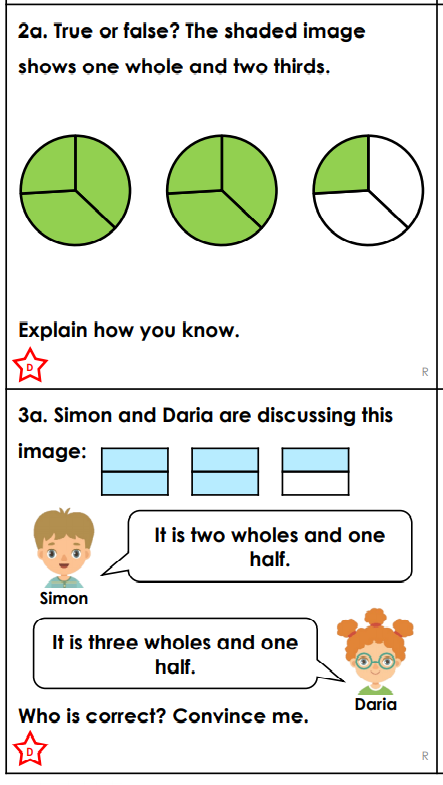 2a. True or false? The shaded image
shows one whole and two thirds.
Explain how you know.
D
R
3a. Simon and Daria are discussing this
image:
It is two wholes and one
half.
Simon
It is three wholes and one
half.
Daria
Who is correct? Convince me.
D
R